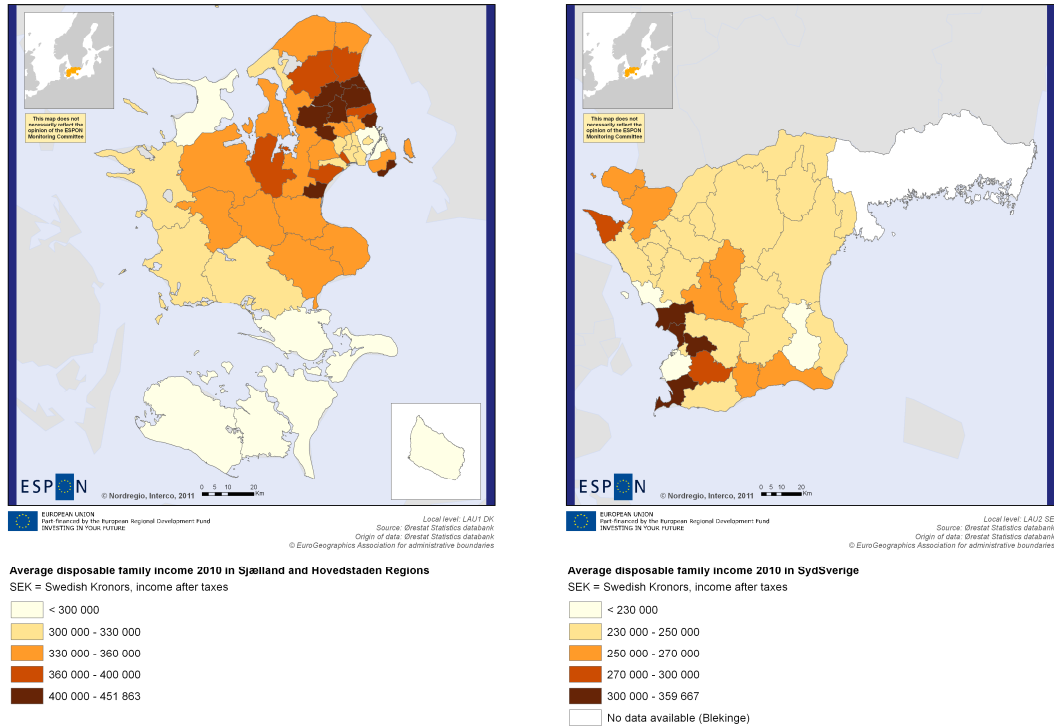 This map does not
necessarily reflect the
opinion of the ESPON
Monitoring Committee
ESPON
© Nordregio, Interco, 2011
0 5 10 20
Km
EUROPEAN UNION
Part-financed by the European Regional Development Fund
INVESTING IN YOUR FUTURE
Local level: LAU1 DK
Source: Ørestat Statistics databank
Origin of data: Ørestat Statistics databank
© EuroGeographics Association for administrative boundaries
Average disposable family income 2010 in Sjælland and Hovedstaden Regions
SEK = Swedish Kronors, income after taxes
< 300 000
300 000 - 330 000
330 000 - 360 000
360 000 - 400 000
400 000 - 451 863
This map does not
necessarily reflect the
opinion of the ESPON
Monitoring Committee
ESPON
© Nordregio, Interco, 2011
0 5 10 20
Km
EUROPEAN UNION
Part-financed by the European Regional Development Fund
INVESTING IN YOUR FUTURE
Local level: LAU2 SE
Source: Ørestat Statistics databank
Origin of data: Ørestat Statistics databank
© EuroGeographics Association for administrative boundaries
Average disposable family income 2010 in SydSverige
SEK = Swedish Kronors, income after taxes
< 230 000
230 000 - 250 000
250 000 - 270 000
270 000 - 300 000
300 000 - 359 667
No data available (Blekinge)